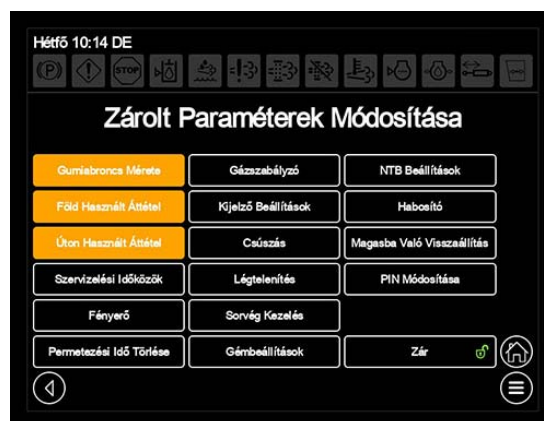 Hétfő 10:14 DE
(P) STOP
Zárolt Paraméterek Módosítása
Gumiabroncs Mérete Gázszabályzó NTB Beállítások
Föld Használt Áttétel Kijelző Beállítások Habosító
Úton Használt Áttétel Csúszás Magasba Való Visszaállítás
Szervizelési Időközök Légtelenítés PIN Módosítása
Fényerő Sorvég Kezelés
Permetezési Idő Törlése Gémbeállítások Zár